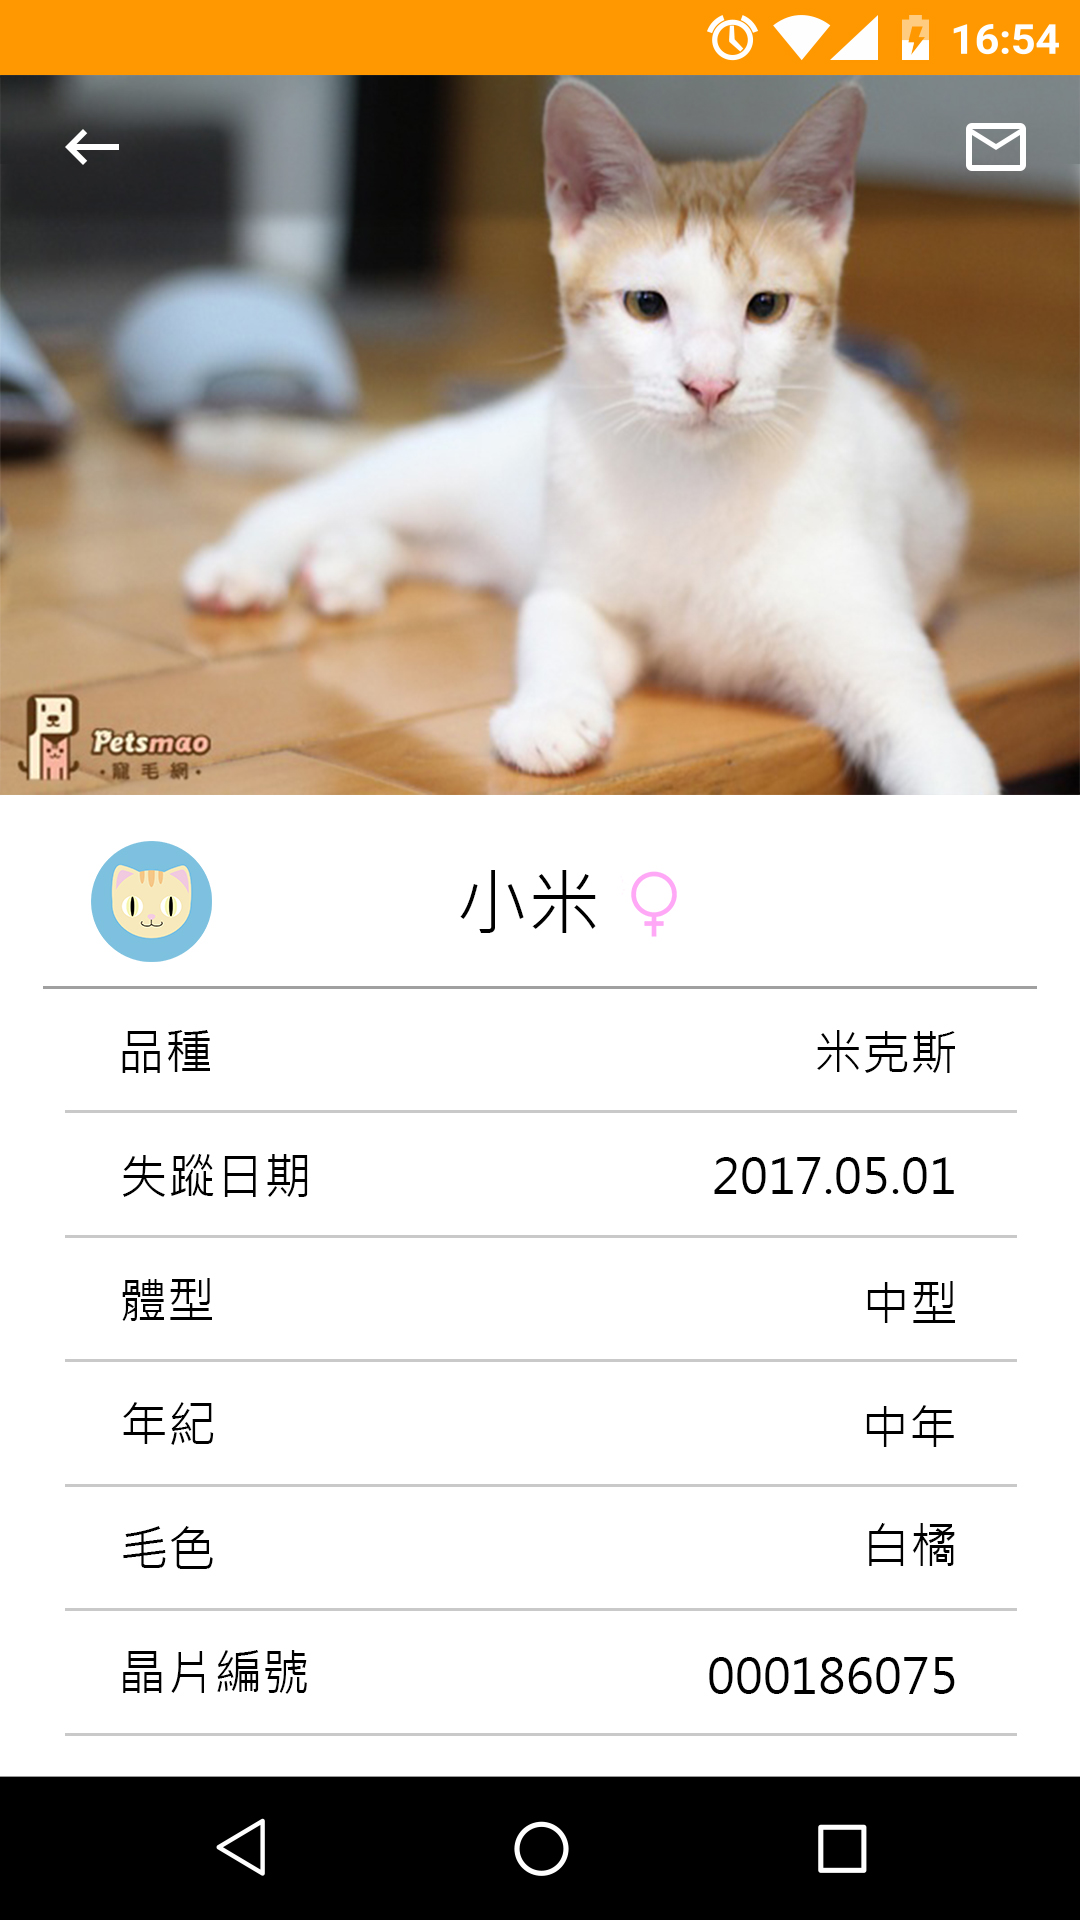 16:54
Petsmao
·寵毛網·
小米
品種 米克斯
失蹤日期 2017.05.01
體型 中型
年紀 中年
毛色 白橘
晶片編號 000186075